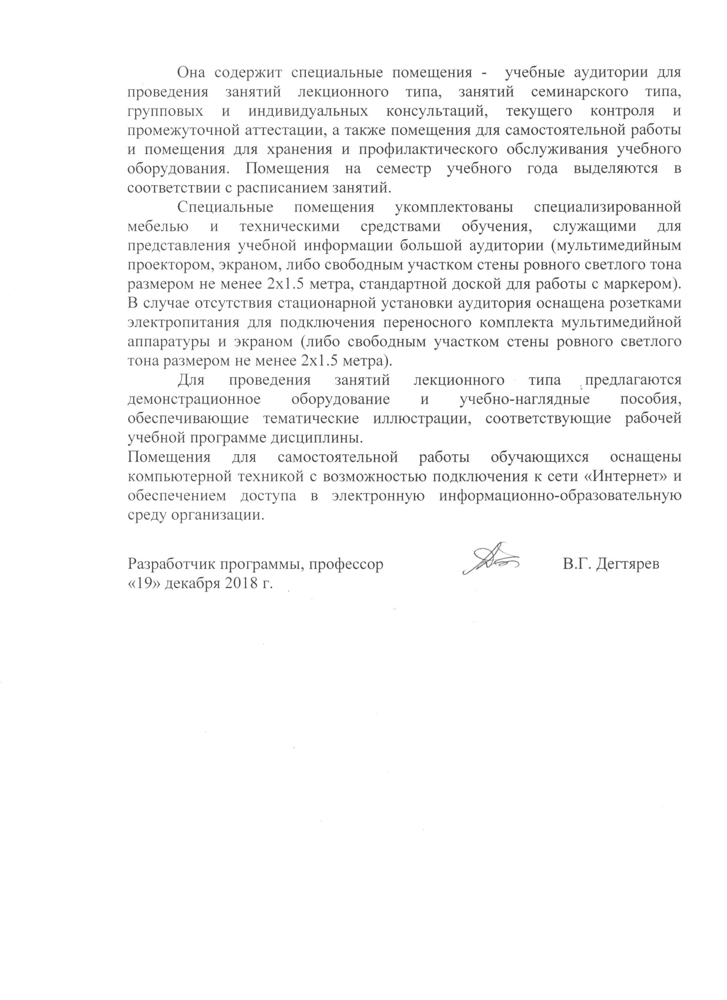 Она содержит специальные помещения - учебные аудитории для
проведения занятий лекционного типа, занятий семинарского типа,
групповых и индивидуальных консультаций, текущего контроля и
промежуточной аттестации, а также помещения для самостоятельной работы
и помещения для хранения и профилактического обслуживания учебного
оборудования. Помещения на семестр учебного года выделяются в
соответствии с расписанием занятий.
Специальные помещения укомплектованы специализированной
мебелью и техническими средствами обучения, служащими для
представления учебной информации большой аудитории (мультимедийным
проектором, экраном, либо свободным участком стены ровного светлого тона
размером не менее 2х1.5 метра, стандартной доской для работы с маркером).
В случае отсутствия стационарной установки аудитория оснащена розетками
электропитания для подключения переносного комплекта мультимедийной
аппаратуры и экраном (либо свободным участком стены ровного светлого
тона размером не менее 2х1.5 метра).
Для проведения занятий лекционного типа предлагаются
демонстрационное оборудование и учебно-наглядные пособия,
обеспечивающие тематические иллюстрации, соответствующие рабочей
учебной программе дисциплины.
Помещения для самостоятельной работы обучающихся оснащены
компьютерной техникой с возможностью подключения к сети «Интернет» и
обеспечением доступа в электронную информационно-образовательную
среду организации.
Разработчик программы, профессор В.Г. Дегтярев
«19» декабря 2018 г.